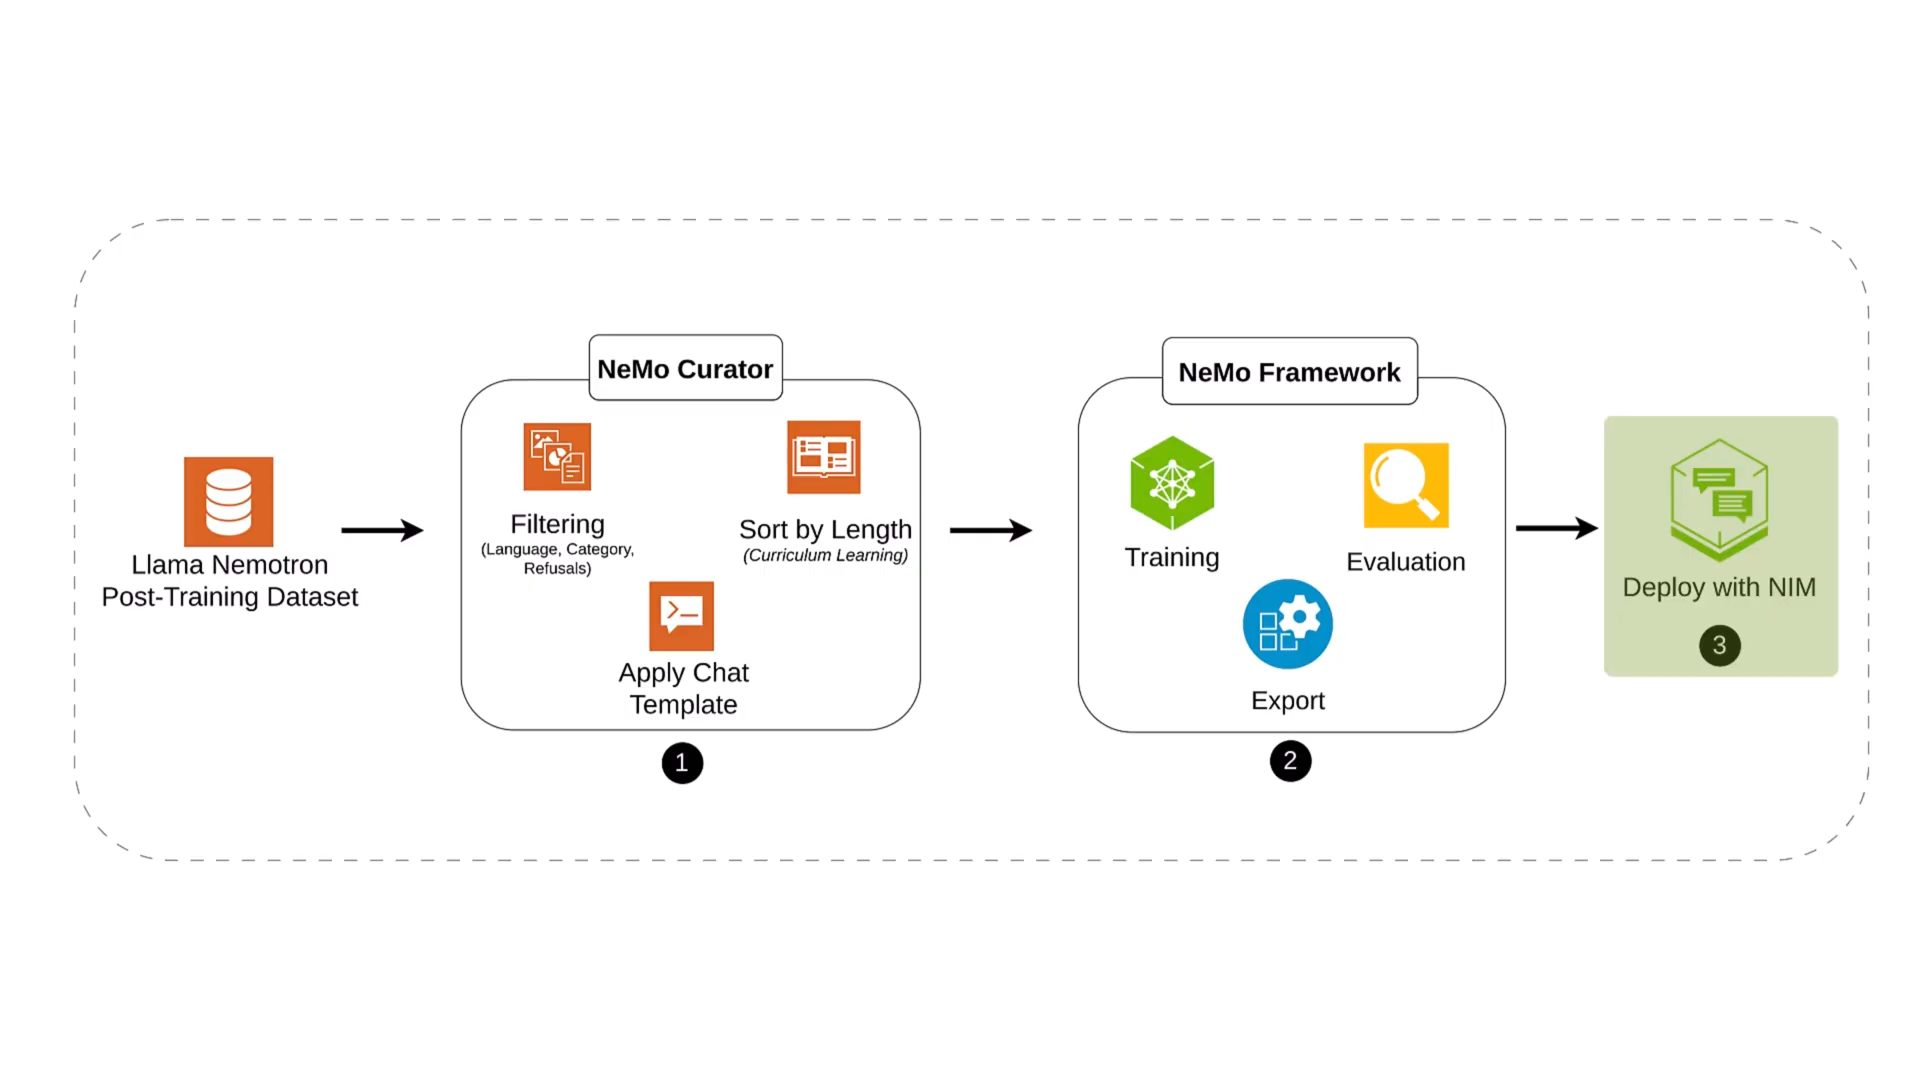 Llama Nemotron
Post-Training Dataset
NeMo Curator
Filtering
(Language, Category,
Refusals)
Sort by Length
(Curriculum Learning)
Apply Chat
Template
1
NeMo Framework
Training
Evaluation
Export
2
Deploy with NIM
3